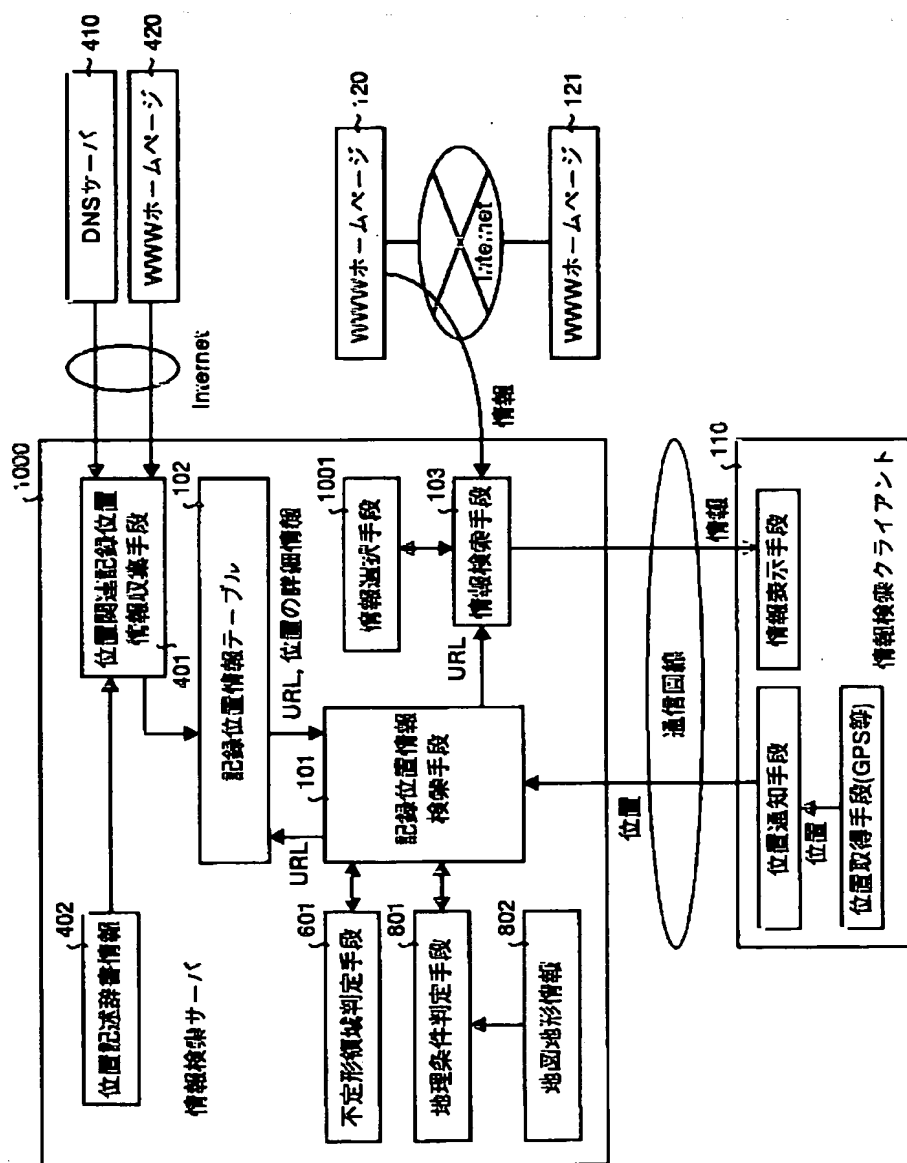 1000
位置記述辞書情報
402
位置関連記録位置
情報収集手段
401
DNSサーバ
410
WWWホームページ
420
Internet
情報検索サーバ
記録位置情報テーブル
102
URL
URL, 位置の詳細情報
不定形領域判定手段
601
地理条件判定手段
801
地図地形情報
802
記録位置情報
検索手段
101
URL
情報選択手段
1001
情報検索手段
103
情報
WWWホームページ
120
Internet
WWWホームページ
121
位置
通信回線
情報
110
位置通知手段
位置
位置取得手段(GPS等)
情報表示手段
情報検索クライアント